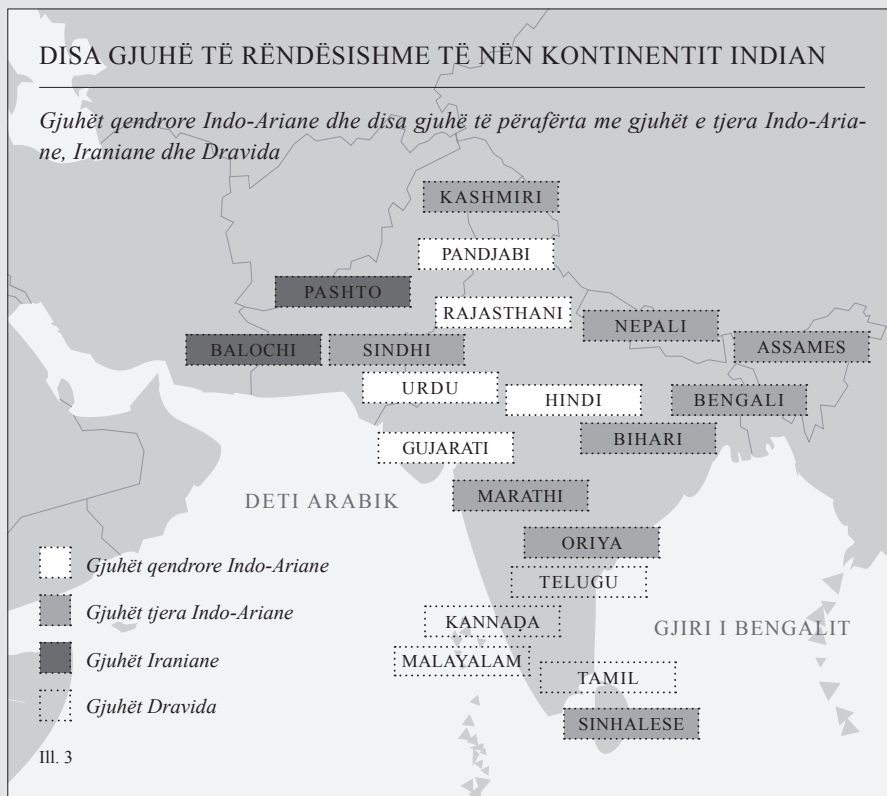 DISA GJUHË TË RËNDËSISHME TË NËN KONTINENTIT INDIAN
Gjuhët qendrore Indo-Ariane dhe disa gjuhë të përafërta me gjuhët e tjera Indo-Aria-
ne, Iraniane dhe Dravida
KASHMIRI
PANDJABI
PASHTO
RAJASTHANI
NEPALI
BALOCHI
SINDHI
ASSAMES
URDU
HINDI
BENGALI
GUJARATI
BIHARI
DETI ARABIK
MARATHI
ORIYA
Gjuhët qendrore Indo-Ariane
TELUGU
Gjuhët tjera Indo-Ariane
KANNAḌA
GJIRI I BENGALIT
Gjuhët Iraniane
MALAYALAM
TAMIL
Gjuhët Dravida
SINHALESE
Ill. 3